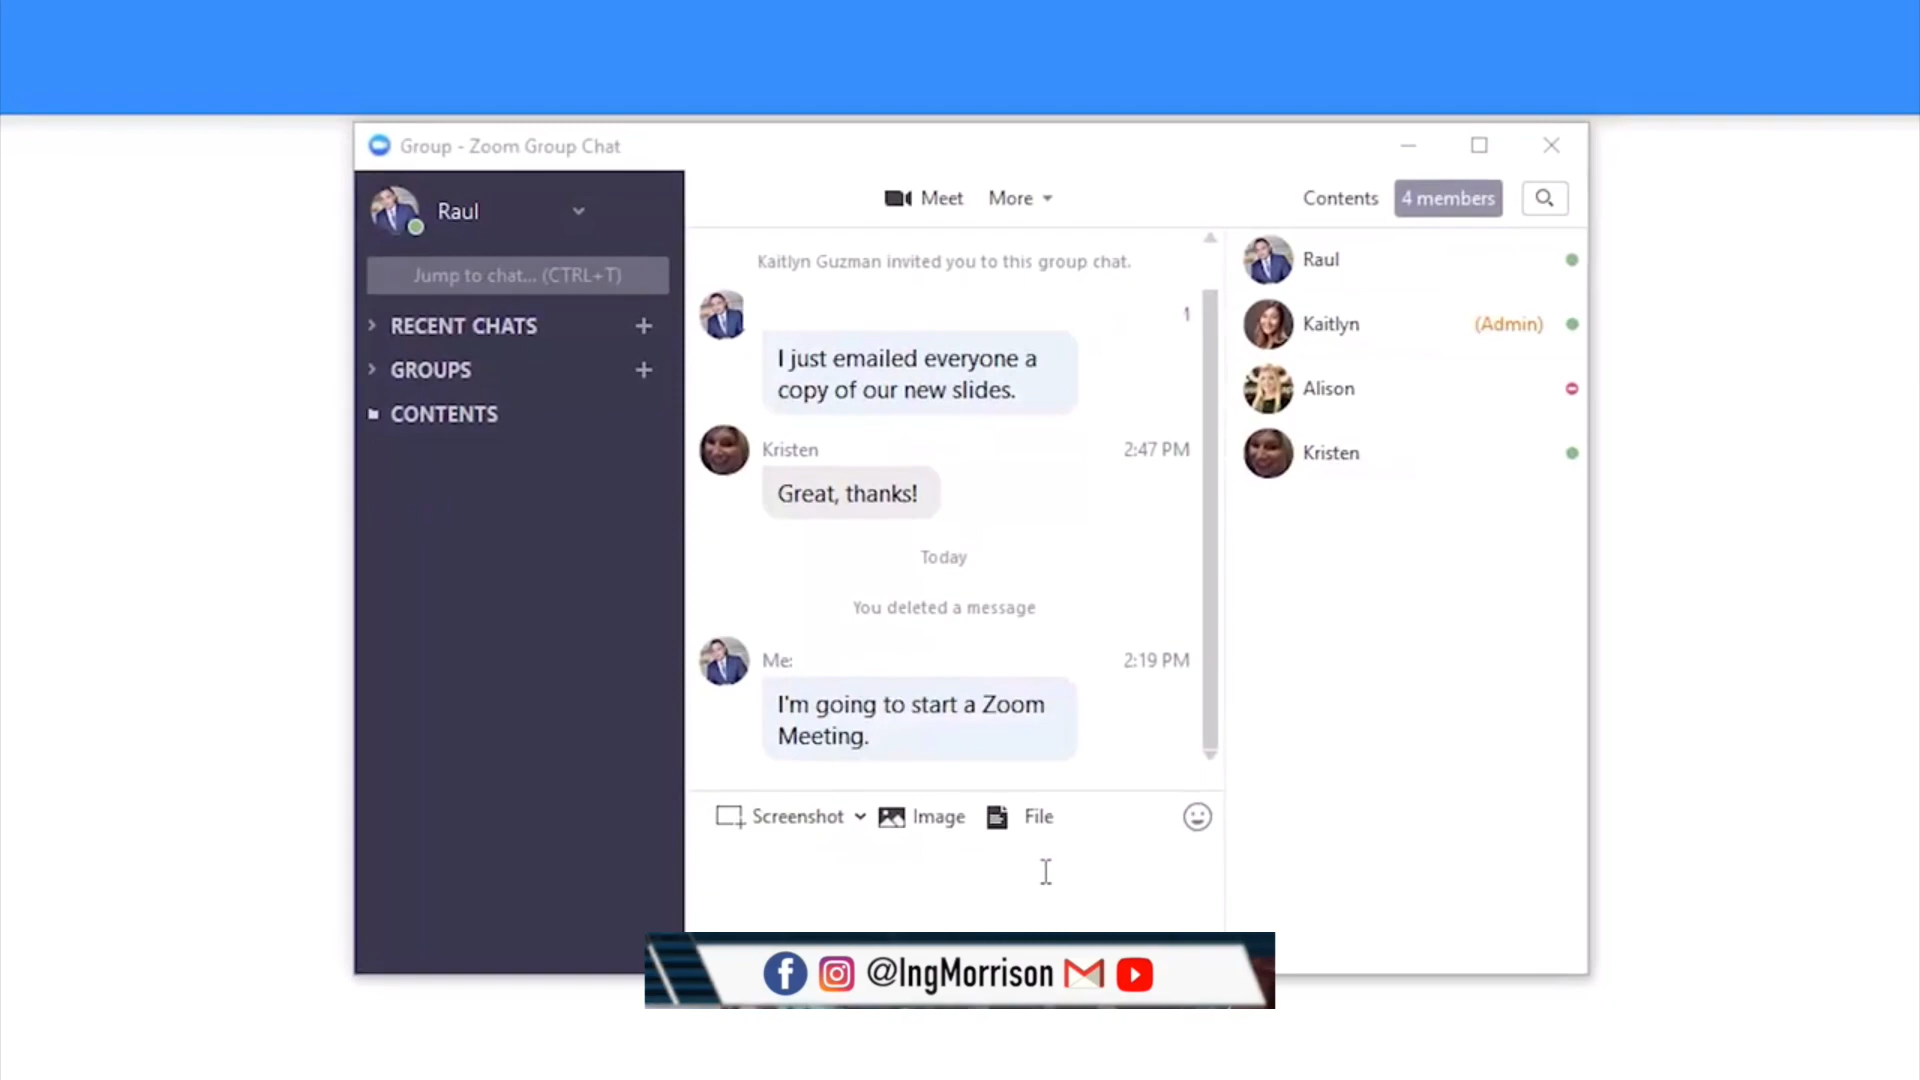 Group - Zoom Group Chat
Raul
Jump to chat... (CTRL+T)
RECENT CHATS
GROUPS
CONTENTS
Meet More
Contents 4 members
Kaitlyn Guzman invited you to this group chat.
1
I just emailed everyone a
copy of our new slides.
Kristen 2:47 PM
Great, thanks!
Today
You deleted a message
Me: 2:19 PM
I'm going to start a Zoom
Meeting.
Screenshot Image File
Raul
Kaitlyn (Admin)
Alison
Kristen
@IngMorrison